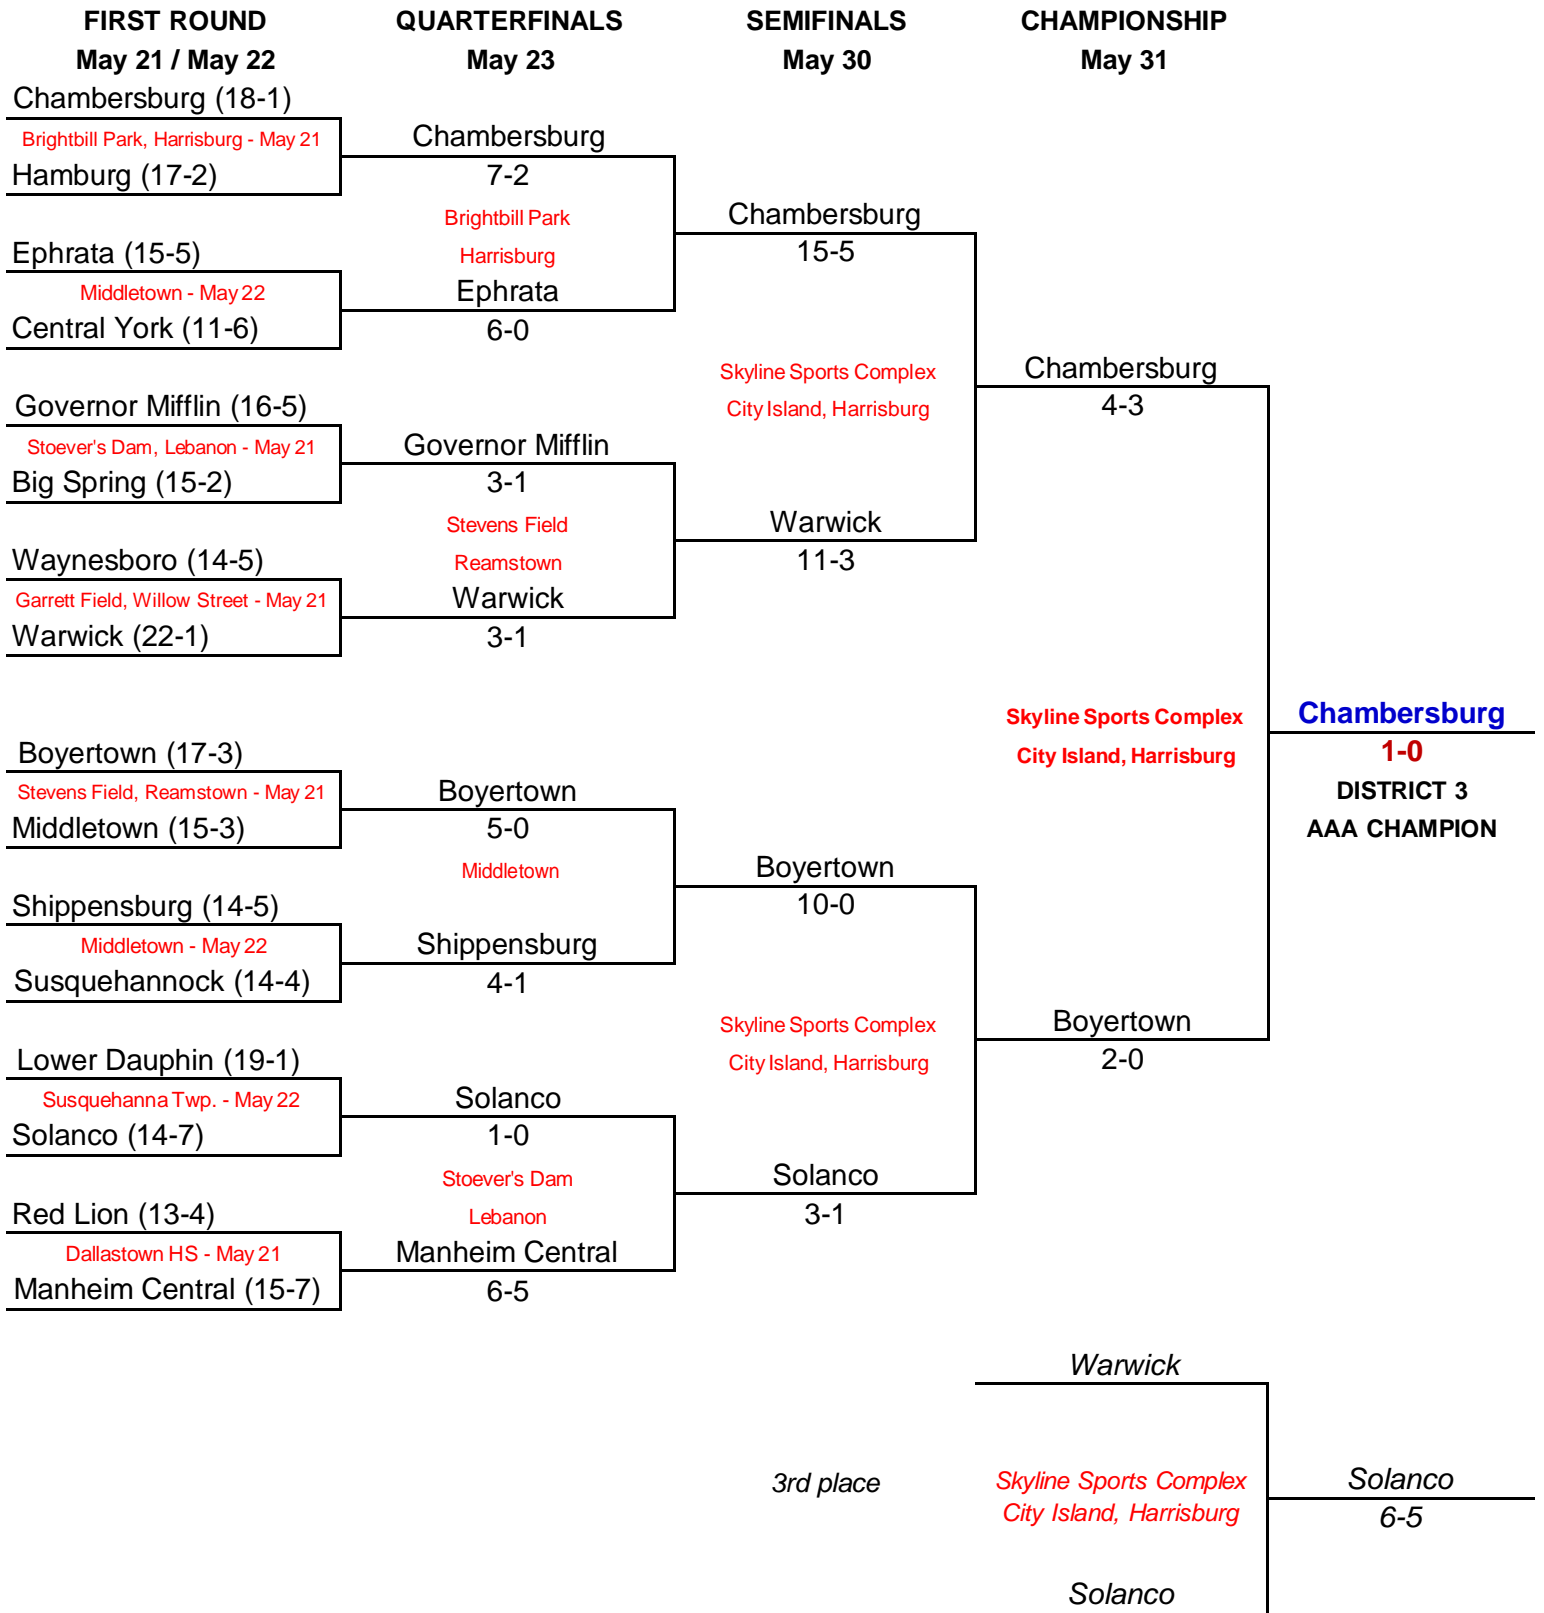 FIRST ROUND
May 21 / May 22
QUARTERFINALS
May 23
SEMIFINALS
May 30
CHAMPIONSHIP
May 31
Chambersburg (18-1)
Brightbill Park, Harrisburg - May 21
Hamburg (17-2)
Ephrata (15-5)
Middletown - May 22
Central York (11-6)
Governor Mifflin (16-5)
Stoever's Dam, Lebanon - May 21
Big Spring (15-2)
Waynesboro (14-5)
Garrett Field, Willow Street - May 21
Warwick (22-1)
Boyertown (17-3)
Stevens Field, Reamstown - May 21
Middletown (15-3)
Shippensburg (14-5)
Middletown - May 22
Susquehannock (14-4)
Lower Dauphin (19-1)
Susquehanna Twp. - May 22
Solanco (14-7)
Red Lion (13-4)
Dallastown HS - May 21
Manheim Central (15-7)
Chambersburg
7-2
Brightbill Park
Harrisburg
Ephrata
6-0
Governor Mifflin
3-1
Stevens Field
Reamstown
Warwick
3-1
Boyertown
5-0
Middletown
Shippensburg
4-1
Solanco
1-0
Stoever's Dam
Lebanon
Manheim Central
6-5
Chambersburg
15-5
Skyline Sports Complex
City Island, Harrisburg
Warwick
11-3
Boyertown
10-0
Skyline Sports Complex
City Island, Harrisburg
Solanco
3-1
Chambersburg
4-3
Skyline Sports Complex
City Island, Harrisburg
Boyertown
2-0
Chambersburg
1-0
DISTRICT 3
AAA CHAMPION
3rd place
Warwick
Skyline Sports Complex
City Island, Harrisburg
Solanco
Solanco
6-5